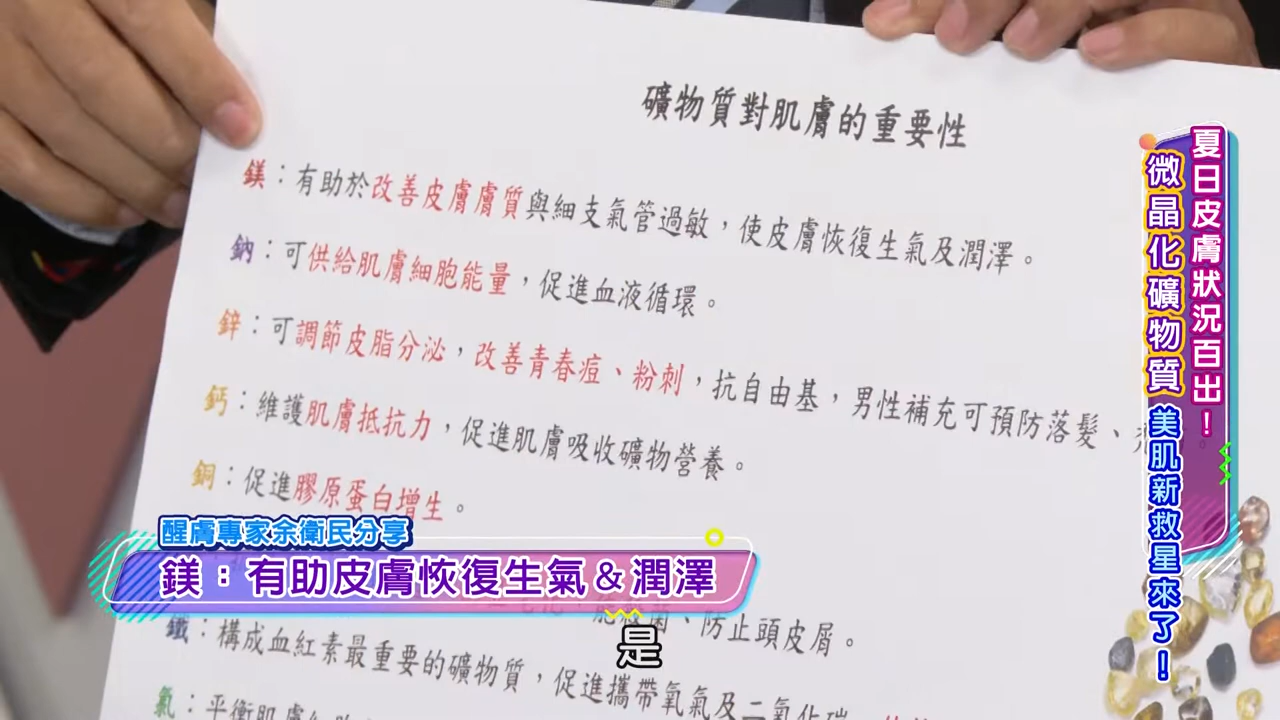 礦物質對肌膚的重要性
鎂：有助於改善皮膚膚質與細支氣管過敏，使皮膚恢復生氣及潤澤。
鈉：可供給肌膚細胞能量，促進血液循環。
鋅：可調節皮脂分泌，改善青春痘、粉刺，抗自由基，男性補充可預防落髮、
鈣：維護肌膚抵抗力，促進肌膚吸收礦物營養。
銅：促進膠原蛋白增生。
、防止頭皮屑。
鐵：構成血紅素最重要的礦物質，促進攜帶氧氣及二氧化碳
氯：平衡肌膚細胞
夏日皮膚狀況百出！
微晶化礦物質 美肌新救星來了！
醒膚專家余衛民分享
鎂：有助皮膚恢復生氣＆潤澤
是